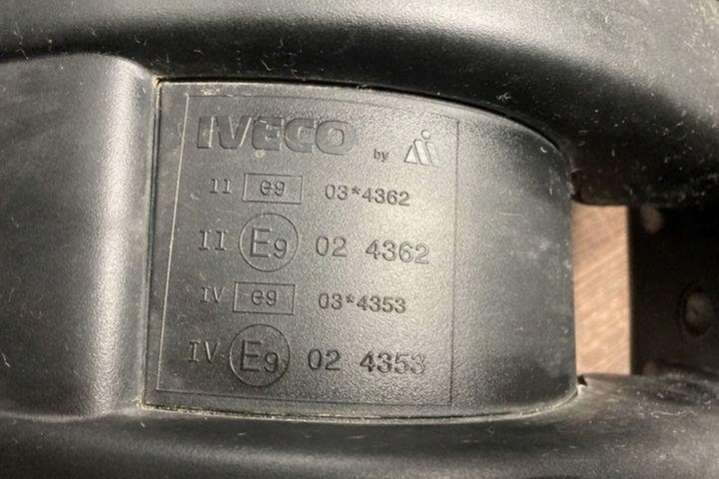 IVECO by
II e9 03*4362
II E9 02 4362
IV e9 03*4353
IV E9 02 4353